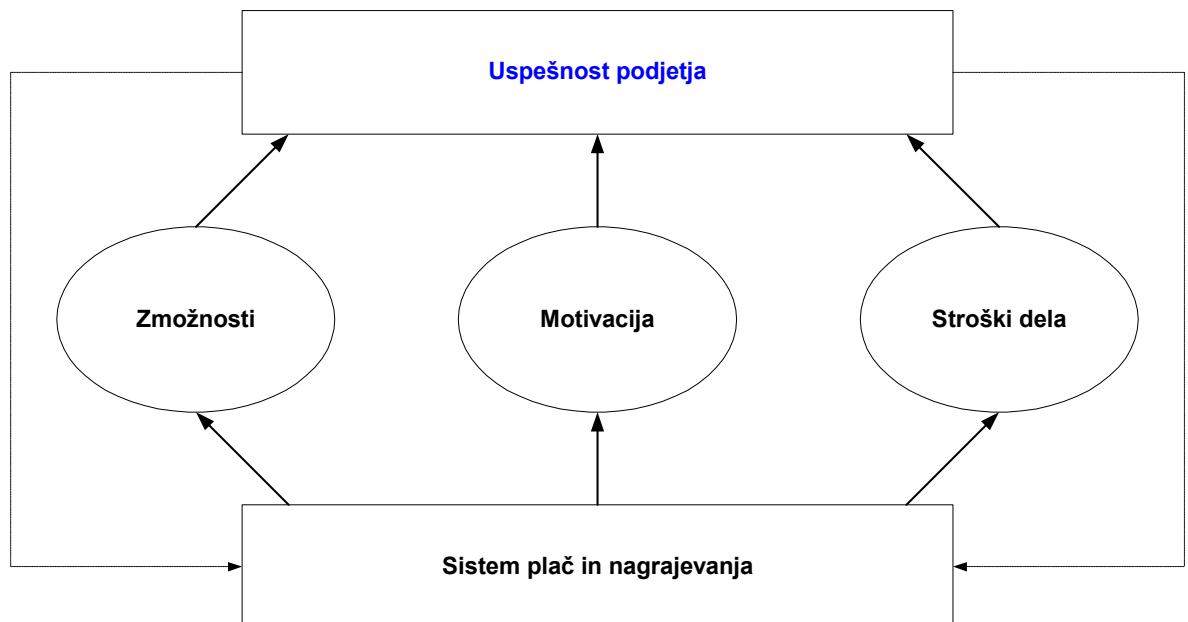 Uspešnost podjetja
Zmožnosti
Motivacija
Stroški dela
Sistem plač in nagrajevanja